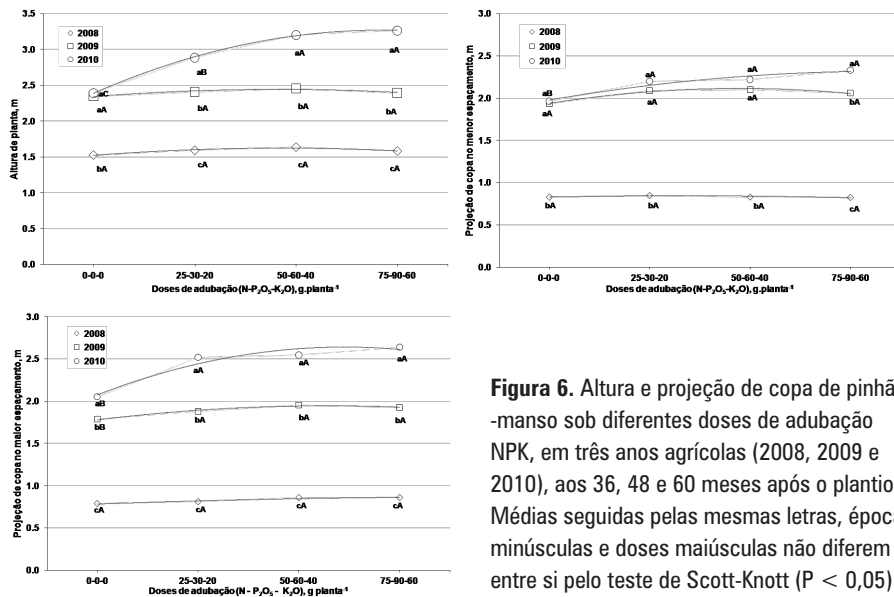 3.5
3.0
2.5
2.0
1.5
1.0
0.5
0.0
Altura de planta, m
2008
2009
2010
aC
aB
aA
aA
aA
bA
bA
bA
bA
cA
cA
cA
0-0-0
25-30-20
50-60-40
75-90-60
Doses de adubação (N-P₂O₅-K₂O), g.planta⁻¹
3.0
2.5
2.0
1.5
1.0
0.5
0.0
Projeção de copa no menor espaçamento, m
2008
2009
2010
aB
aA
aA
aA
aA
aA
aA
bA
bA
bA
bA
cA
0-0-0
25-30-20
50-60-40
75-90-60
Doses de adubação (N-P₂O₅-K₂O), g.planta⁻¹
3.0
2.5
2.0
1.5
1.0
0.5
0.0
Projeção de copa no maior espaçamento, m
2008
2009
2010
aB
aA
aA
aA
bB
bA
bA
bA
cA
cA
cA
cA
0-0-0
25-30-20
50-60-40
75-90-60
Doses de adubação (N - P₂O₅ - K₂O), g planta⁻¹
Figura 6. Altura e projeção de copa de pinhã
-manso sob diferentes doses de adubação
NPK, em três anos agrícolas (2008, 2009 e
2010), aos 36, 48 e 60 meses após o plantio
Médias seguidas pelas mesmas letras, época
minúsculas e doses maiúsculas não diferem
entre si pelo teste de Scott-Knott (P < 0,05)